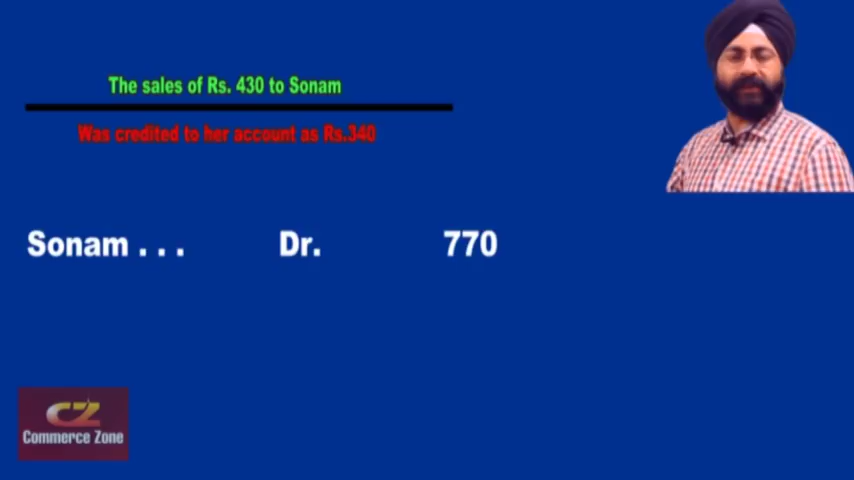 The sales of Rs. 430 to Sonam
Was credited to her account as Rs.340
Sonam . . . Dr. 770
CZ
Commerce Zone